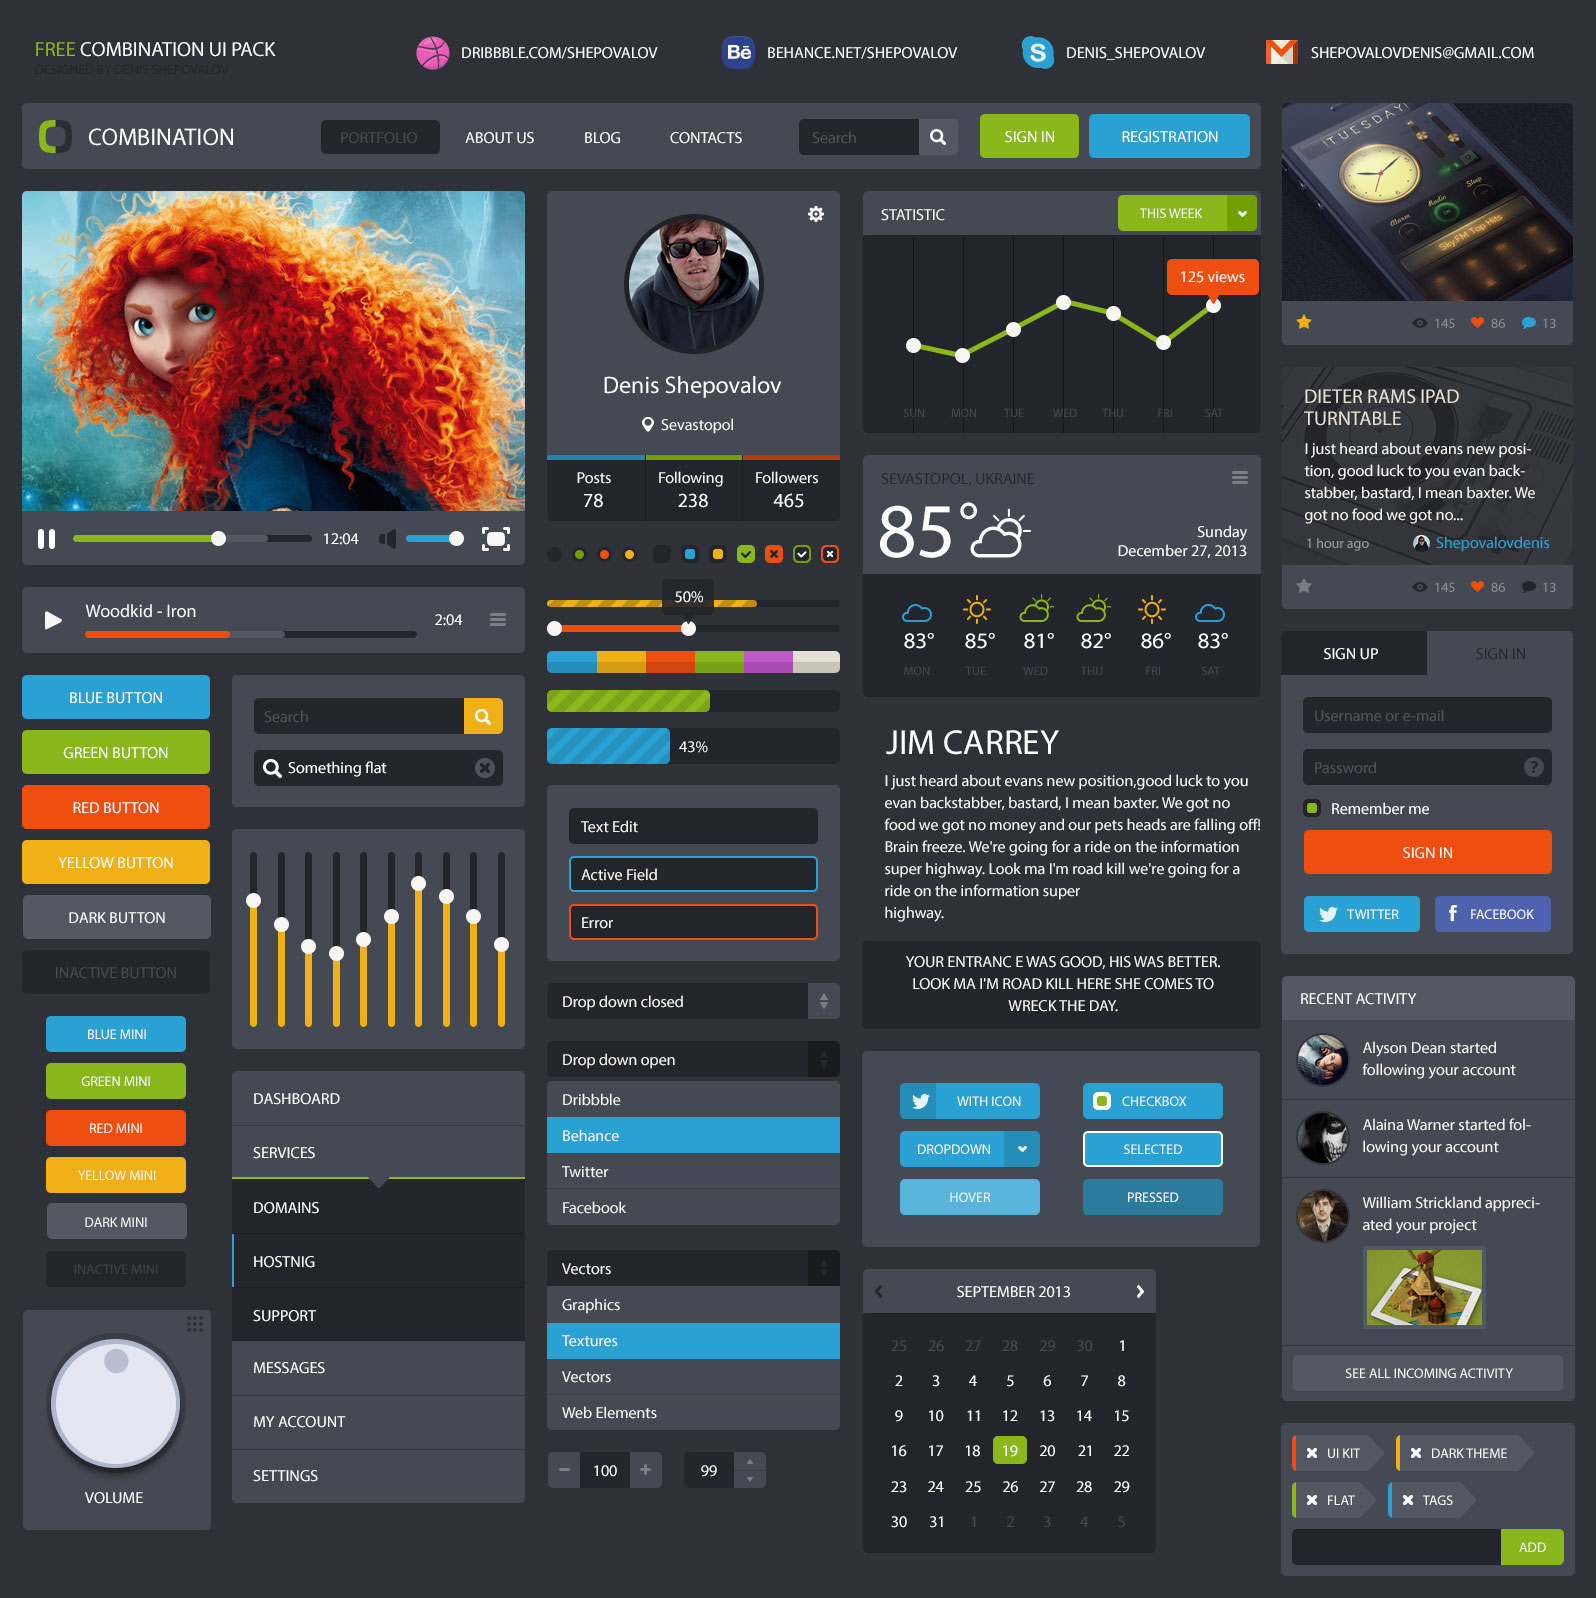 FREE COMBINATION UI PACK
DESIGNED BY DENIS SHEPOVALOV
DRIBBBLE.COM/SHEPOVALOV
BEHANCE.NET/SHEPOVALOV
DENIS_SHEPOVALOV
SHEPOVALOVDENIS@GMAIL.COM
COMBINATION
PORTFOLIO
ABOUT US
BLOG
CONTACTS
Search
SIGN IN
REGISTRATION
12:04
Woodkid - Iron
2:04
BLUE BUTTON
GREEN BUTTON
RED BUTTON
YELLOW BUTTON
DARK BUTTON
INACTIVE BUTTON
BLUE MINI
GREEN MINI
RED MINI
YELLOW MINI
DARK MINI
INACTIVE MINI
VOLUME
Search
Something flat
DASHBOARD
SERVICES
DOMAINS
HOSTNIG
SUPPORT
MESSAGES
MY ACCOUNT
SETTINGS
Denis Shepovalov
Sevastopol
Posts
78
Following
238
Followers
465
50%
43%
Text Edit
Active Field
Error
Drop down closed
Drop down open
Dribbble
Behance
Twitter
Facebook
Vectors
Graphics
Textures
Vectors
Web Elements
100
99
STATISTIC
THIS WEEK
125 views
SUN MON TUE WED THU FRI SAT
SEVASTOPOL, UKRAINE
85°
Sunday
December 27, 2013
83° 85° 81° 82° 86° 83°
MON TUE WED THU FRI SAT
JIM CARREY
I just heard about evans new position,good luck to you
evan backstabber, bastard, I mean baxter. We got no
food we got no money and our pets heads are falling off!
Brain freeze. We're going for a ride on the information
super highway. Look ma I'm road kill we're going for a
ride on the information super
highway.
YOUR ENTRANC E WAS GOOD, HIS WAS BETTER.
LOOK MA I'M ROAD KILL HERE SHE COMES TO
WRECK THE DAY.
WITH ICON
CHECKBOX
DROPDOWN
SELECTED
HOVER
PRESSED
SEPTEMBER 2013
25 26 27 28 29 30 1
2 3 4 5 6 7 8
9 10 11 12 13 14 15
16 17 18 19 20 21 22
23 24 25 26 27 28 29
30 31 1 2 3 4 5
TUESDAY
Alarm
Radio
Sleep
Sky.FM Top Hits
145
86
13
DIETER RAMS IPAD
TURNTABLE
I just heard about evans new posi-
tion, good luck to you evan back-
stabber, bastard, I mean baxter. We
got no food we got no...
1 hour ago
Shepovalovdenis
145
86
13
SIGN UP
SIGN IN
Username or e-mail
Password
?
Remember me
SIGN IN
TWITTER
FACEBOOK
RECENT ACTIVITY
Alyson Dean started
following your account
Alaina Warner started fol-
lowing your account
William Strickland appreci-
ated your project
SEE ALL INCOMING ACTIVITY
UI KIT
DARK THEME
FLAT
TAGS
ADD